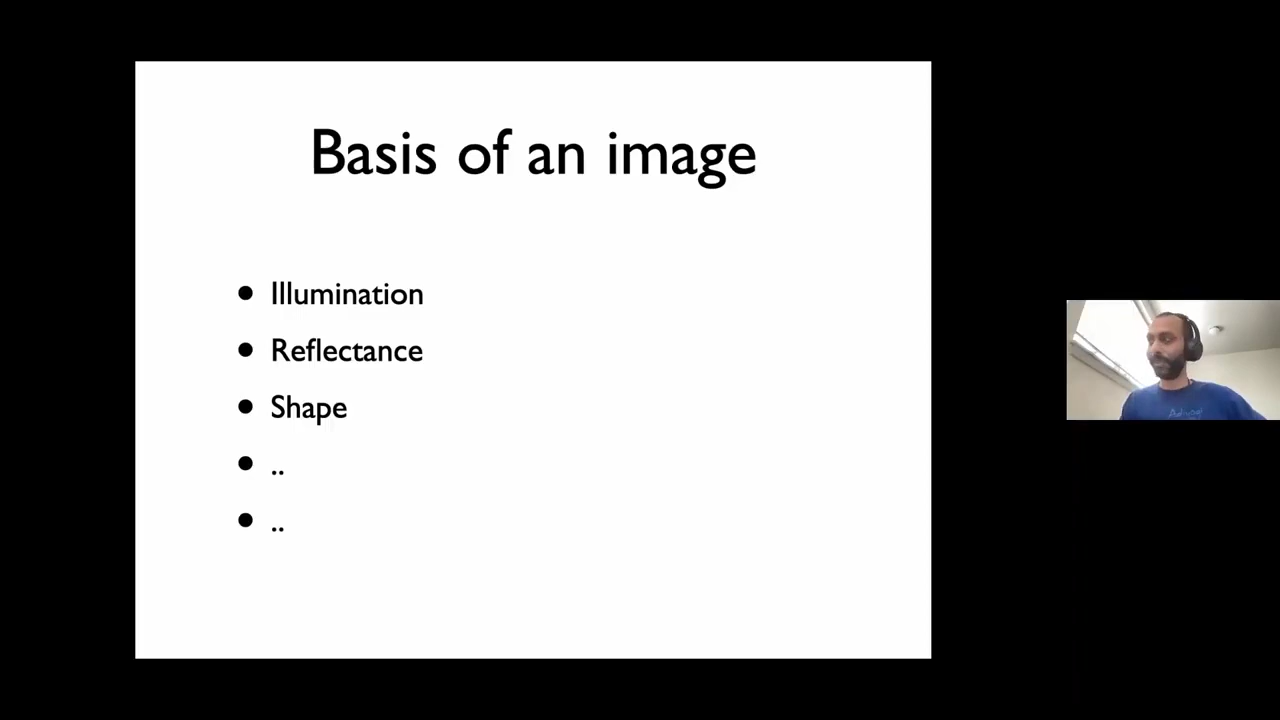 Basis of an image
• Illumination
• Reflectance
• Shape
• ..
• ..